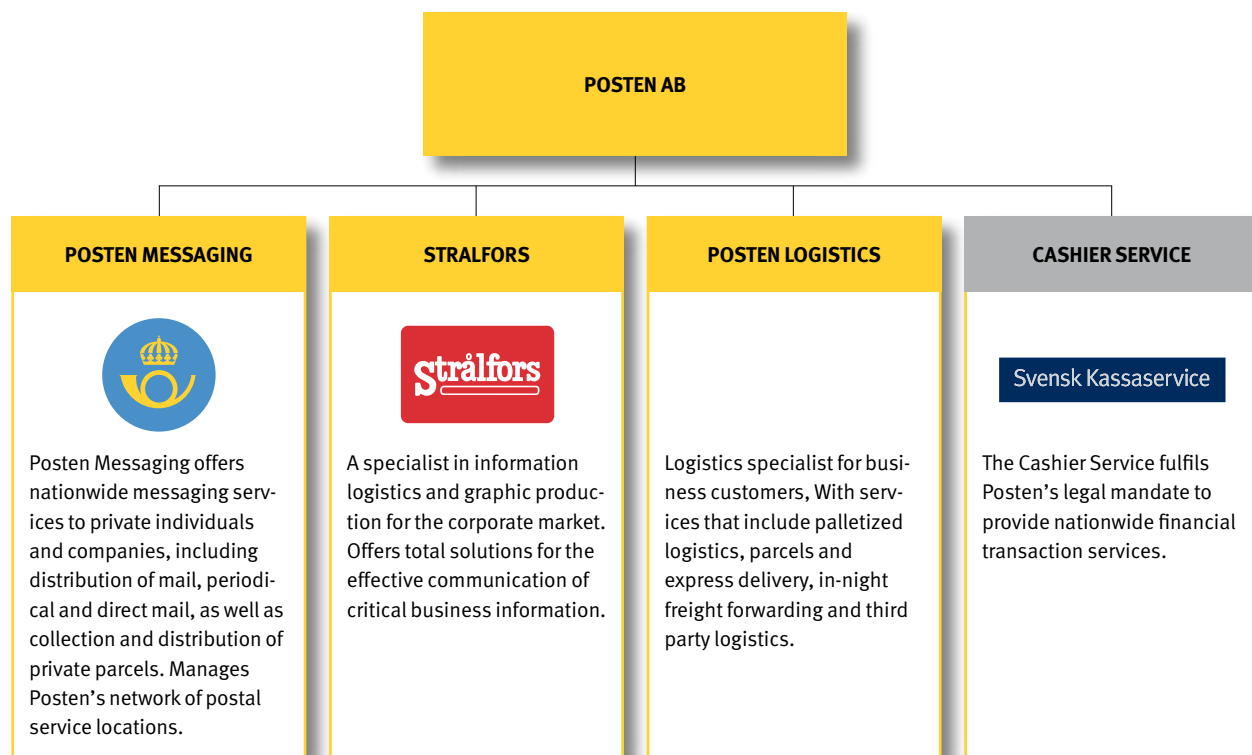 POSTEN AB
POSTEN MESSAGING
STRALFORS
POSTEN LOGISTICS
CASHIER SERVICE
Strålfors
Svensk Kassaservice
Posten Messaging offers
nationwide messaging serv-
ices to private individuals
and companies, including
distribution of mail, periodi-
cal and direct mail, as well as
collection and distribution of
private parcels. Manages
Posten’s network of postal
service locations.
A specialist in information
logistics and graphic produc-
tion for the corporate market.
Offers total solutions for the
effective communication of
critical business information.
Logistics specialist for busi-
ness customers, With serv-
ices that include palletized
logistics, parcels and
express delivery, in-night
freight forwarding and third
party logistics.
The Cashier Service fulfils
Posten’s legal mandate to
provide nationwide financial
transaction services.